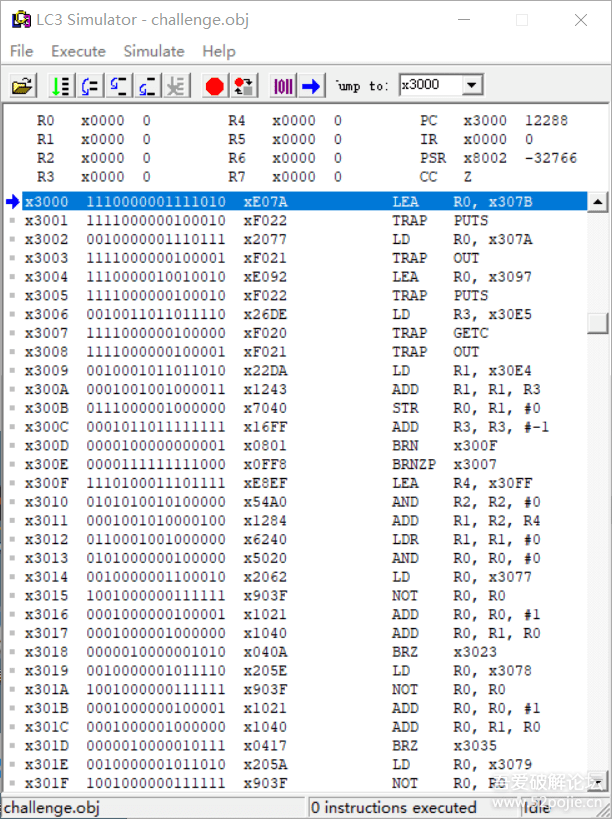 LC3 Simulator - challenge.obj
File Execute Simulate Help
Jump to: x3000
R0 x0000 0 R4 x0000 0 PC x3000 12288
R1 x0000 0 R5 x0000 0 IR x0000 0
R2 x0000 0 R6 x0000 0 PSR x8002 -32766
R3 x0000 0 R7 x0000 0 CC Z
x3000 1110000001111010 xE07A LEA R0, x307B
x3001 1111000000100010 xF022 TRAP PUTS
x3002 0010000001110111 x2077 LD R0, x307A
x3003 1111000000100001 xF021 TRAP OUT
x3004 1110000010010010 xE092 LEA R0, x3097
x3005 1111000000100010 xF022 TRAP PUTS
x3006 0010011011011110 x26DE LD R3, x30E5
x3007 1111000000100000 xF020 TRAP GETC
x3008 1111000000100001 xF021 TRAP OUT
x3009 0010001011011010 x22DA LD R1, x30E4
x300A 0001001001000011 x1243 ADD R1, R1, R3
x300B 0111000001000000 x7040 STR R0, R1, #0
x300C 0001011011111111 x16FF ADD R3, R3, #-1
x300D 0000100000000001 x0801 BRN x300F
x300E 0000111111111000 x0FF8 BRNZP x3007
x300F 1110100011101111 xE8EF LEA R4, x30FF
x3010 0101010010100000 x54A0 AND R2, R2, #0
x3011 0001001010000100 x1284 ADD R1, R2, R4
x3012 0110001001000000 x6240 LDR R1, R1, #0
x3013 0101000000100000 x5020 AND R0, R0, #0
x3014 0010000001100010 x2062 LD R0, x3077
x3015 1001000000111111 x903F NOT R0, R0
x3016 0001000000100001 x1021 ADD R0, R0, #1
x3017 0001000001000000 x1040 ADD R0, R1, R0
x3018 0000010000001010 x040A BRZ x3023
x3019 0010000001011110 x205E LD R0, x3078
x301A 1001000000111111 x903F NOT R0, R0
x301B 0001000000100001 x1021 ADD R0, R0, #1
x301C 0001000001000000 x1040 ADD R0, R1, R0
x301D 0000010000010111 x0417 BRZ x3035
x301E 0010000001011010 x205A LD R0, x3079
x301F 1001000000111111 x903F NOT R0, R0
吾爱破解论坛
www.52pojie.cn
challenge.obj 0 instructions executed Idle